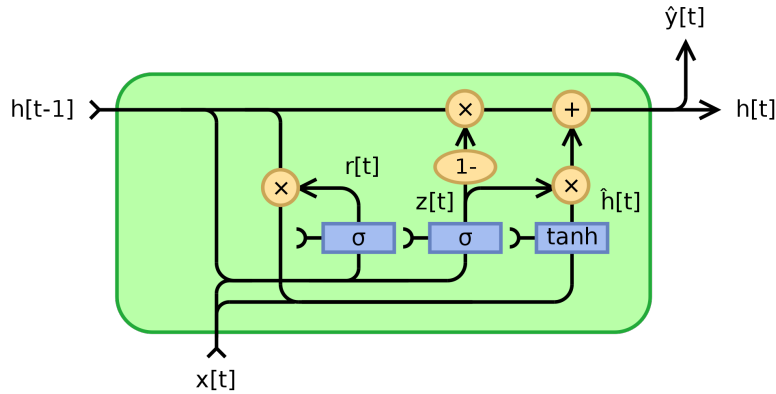 ŷ[t]
h[t-1]
×
+
h[t]
1-
r[t]
×
z[t]
×
ĥ[t]
σ
σ
tanh
x[t]